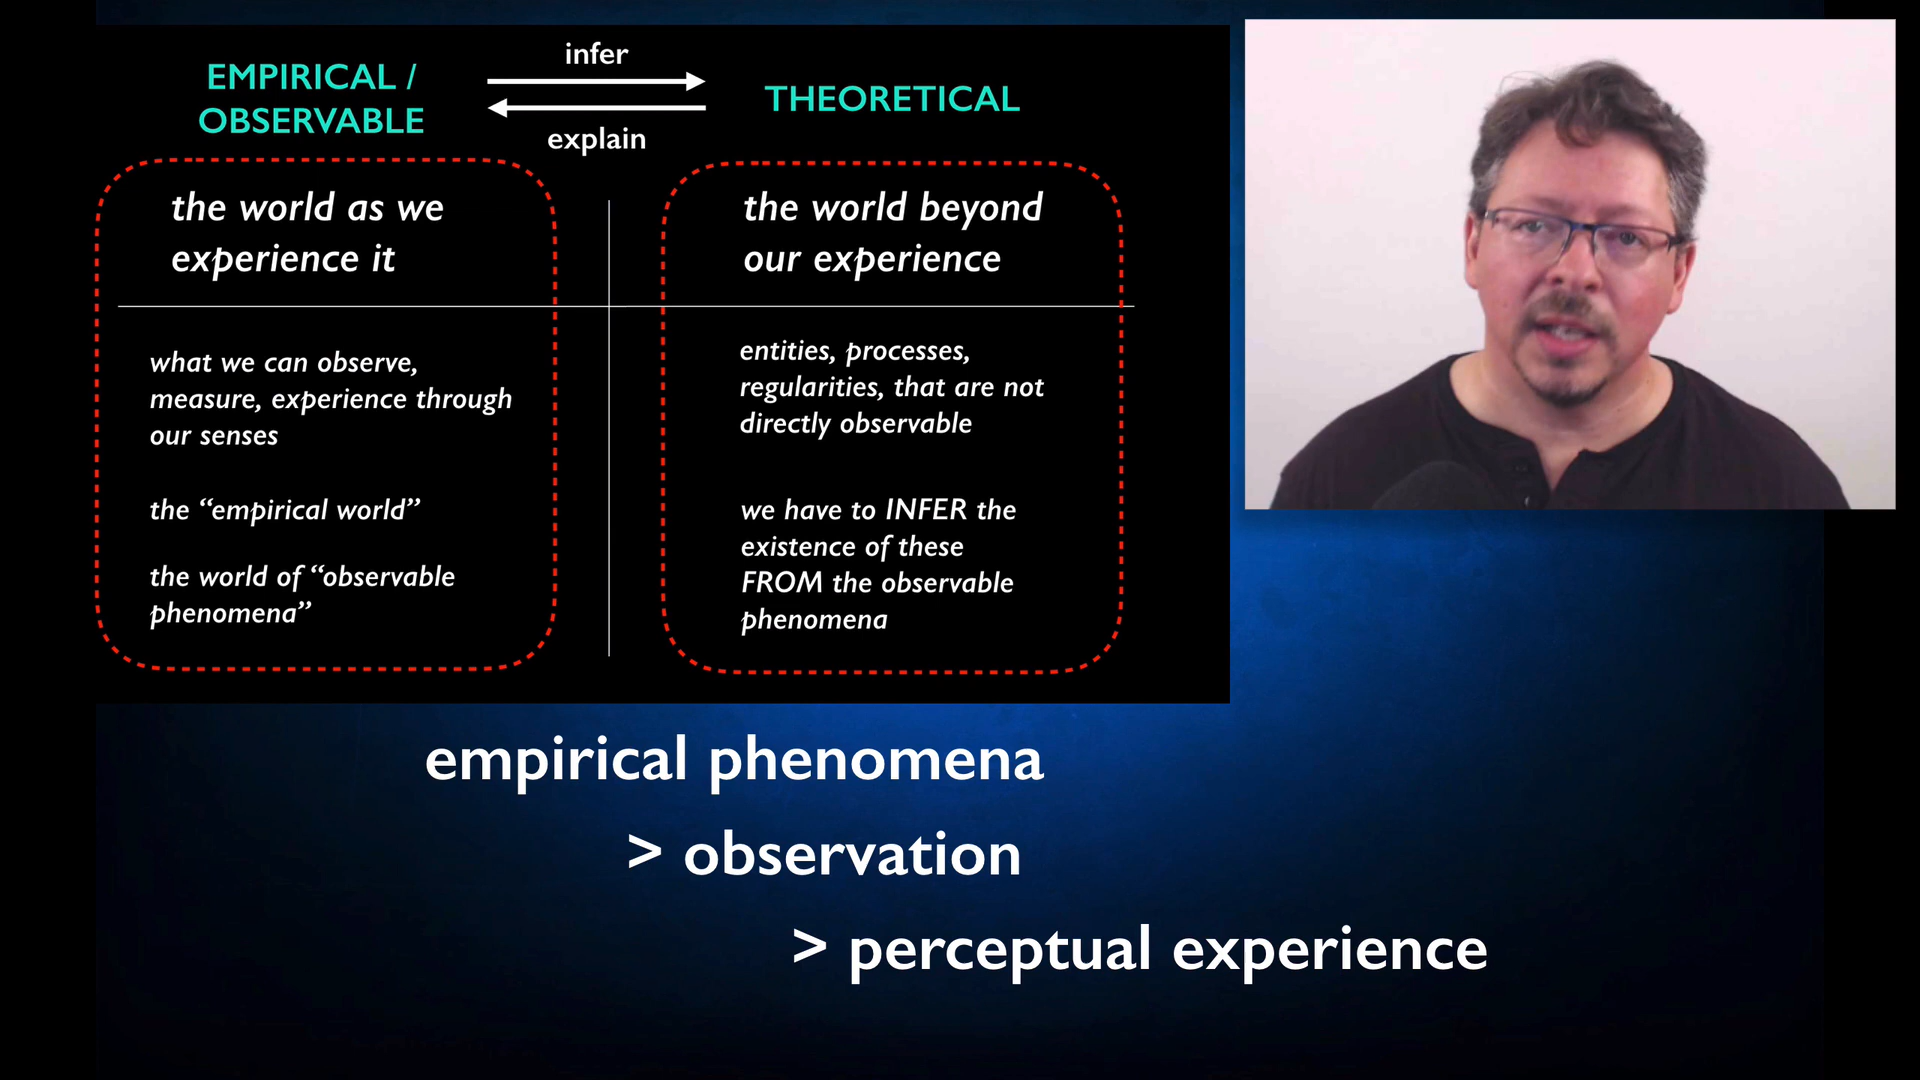 infer
EMPIRICAL /
OBSERVABLE
THEORETICAL
explain
the world as we
experience it
the world beyond
our experience
what we can observe,
measure, experience through
our senses
the “empirical world”
the world of “observable
phenomena”
entities, processes,
regularities, that are not
directly observable
we have to INFER the
existence of these
FROM the observable
phenomena
empirical phenomena
> observation
> perceptual experience